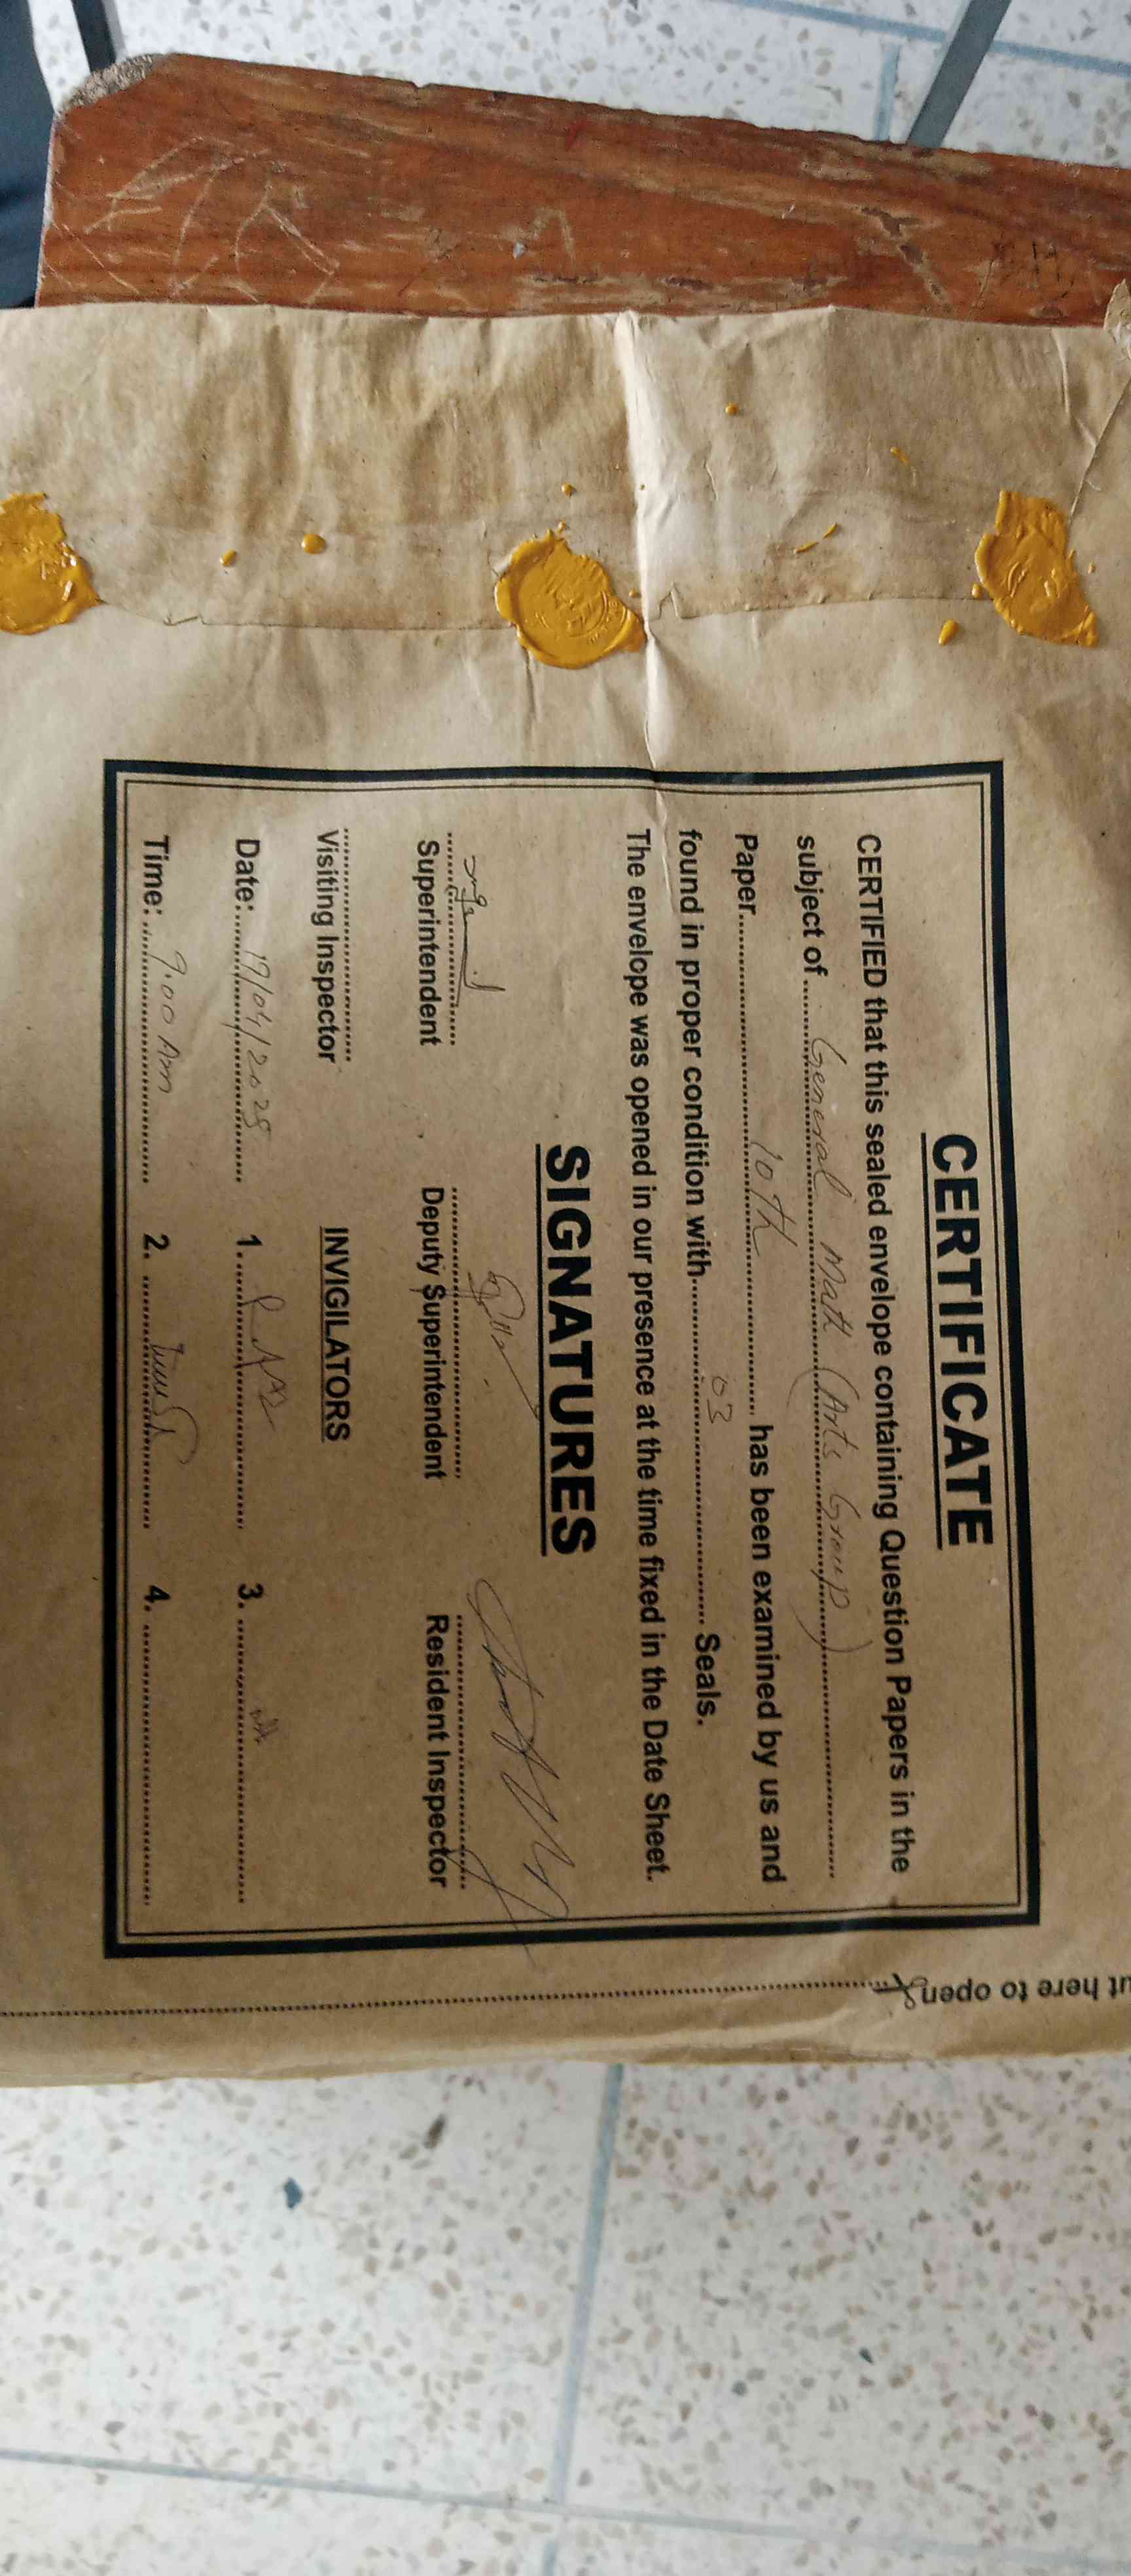 CERTIFICATE
CERTIFIED that this sealed envelope containing Question Papers in the
subject of ..... General Math (Arts Group) .....
Paper..... 10th ..... has been examined by us and
found in proper condition with..... 03 ..... Seals.
The envelope was opened in our presence at the time fixed in the Date Sheet.
SIGNATURES
Superintendent Deputy Superintendent Resident Inspector
Visiting Inspector INVIGILATORS
Date:..... 17/04/2025 ..... 1. ..... 3. .....
Time: ..... 9:00 Am ..... 2. ..... 4. .....
ut here to open